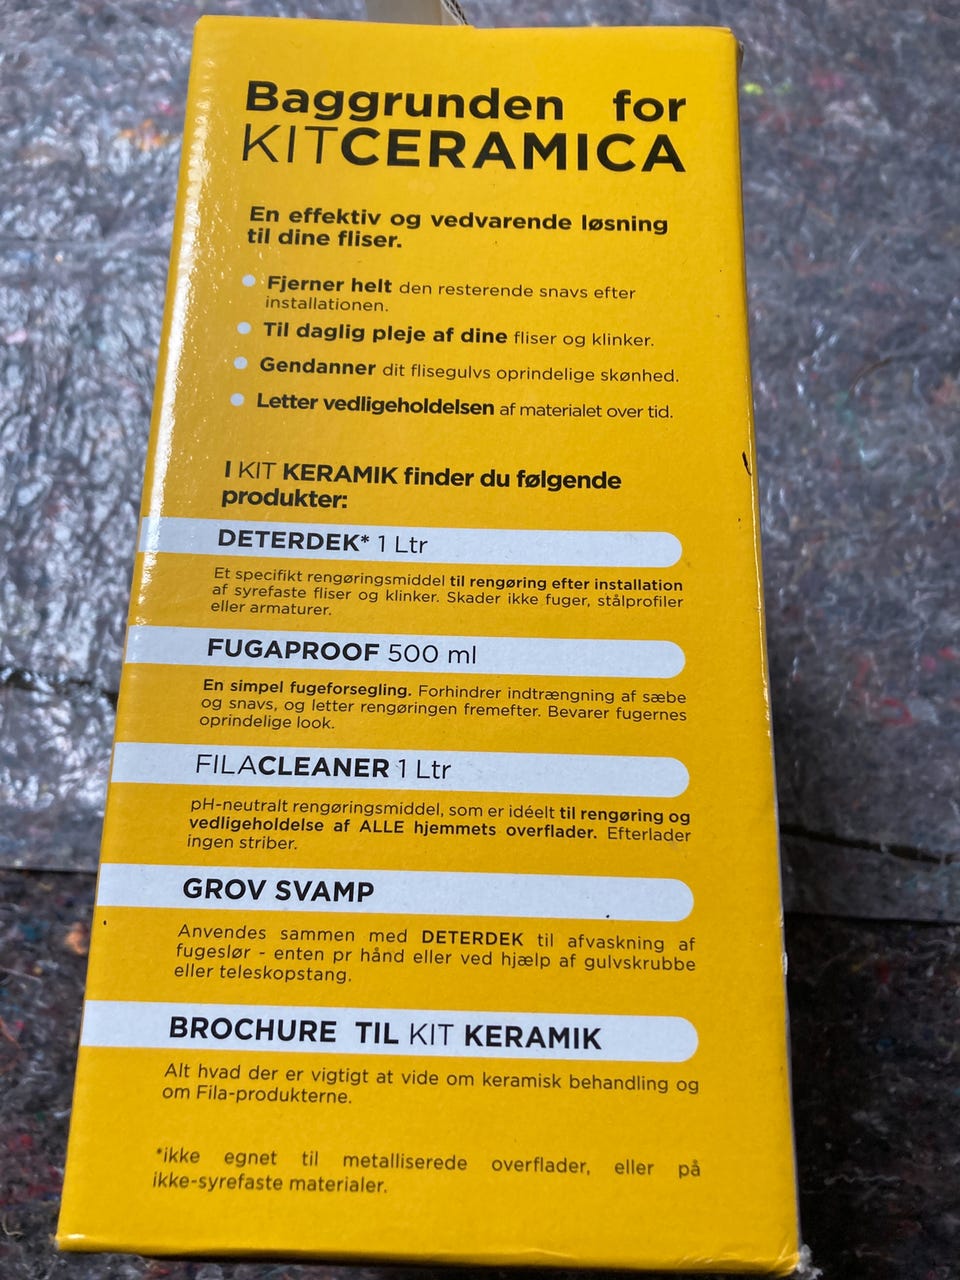 Baggrunden for
KITCERAMICA
En effektiv og vedvarende løsning
til dine fliser.
Fjerner helt den resterende snavs efter
installationen.
Til daglig pleje af dine fliser og klinker.
Gendanner dit flisegulvs oprindelige skønhed.
Letter vedligeholdelsen af materialet over tid.
I KIT KERAMIK finder du følgende
produkter:
DETERDEK* 1 Ltr
Et specifikt rengøringsmiddel til rengøring efter installation
af syrefaste fliser og klinker. Skader ikke fuger, stålprofiler
eller armaturer.
FUGAPROOF 500 ml
En simpel fugeforsegling. Forhindrer indtrængning af sæbe
og snavs, og letter rengøringen fremefter. Bevarer fugernes
oprindelige look.
FILACLEANER 1 Ltr
pH-neutralt rengøringsmiddel, som er idéelt til rengøring og
vedligeholdelse af ALLE hjemmets overflader. Efterlader
ingen striber.
GROV SVAMP
Anvendes sammen med DETERDEK til afvaskning af
fugeslør - enten pr hånd eller ved hjælp af gulvskrubbe
eller teleskopstang.
BROCHURE TIL KIT KERAMIK
Alt hvad der er vigtigt at vide om keramisk behandling og
om Fila-produkterne.
*ikke egnet til metalliserede overflader, eller på
ikke-syrefaste materialer.